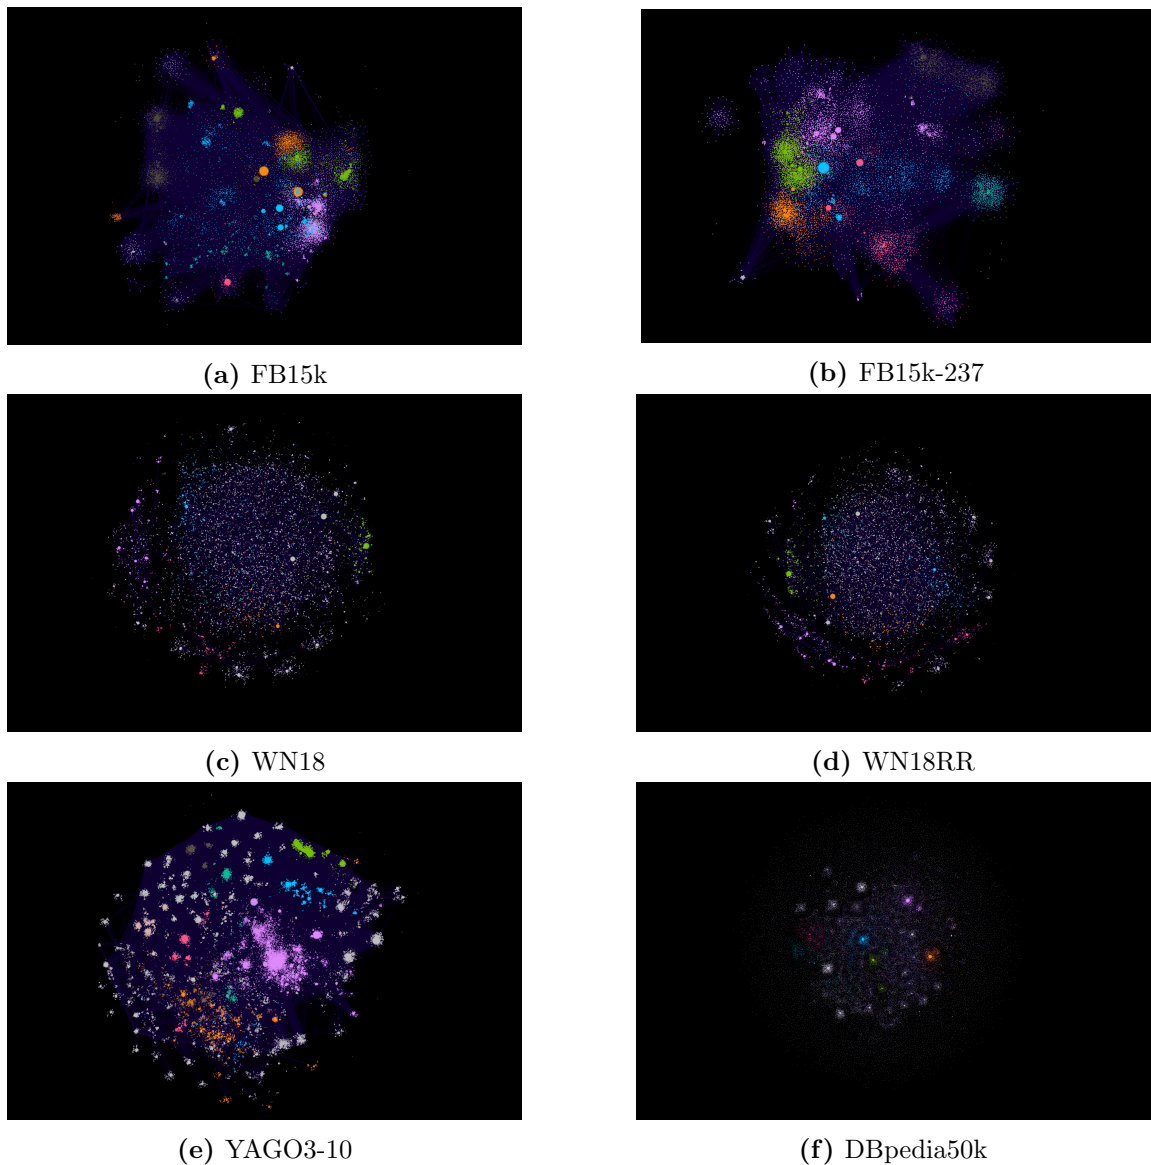 (a) FB15k
(b) FB15k-237
(c) WN18
(d) WN18RR
(e) YAGO3-10
(f) DBpedia50k